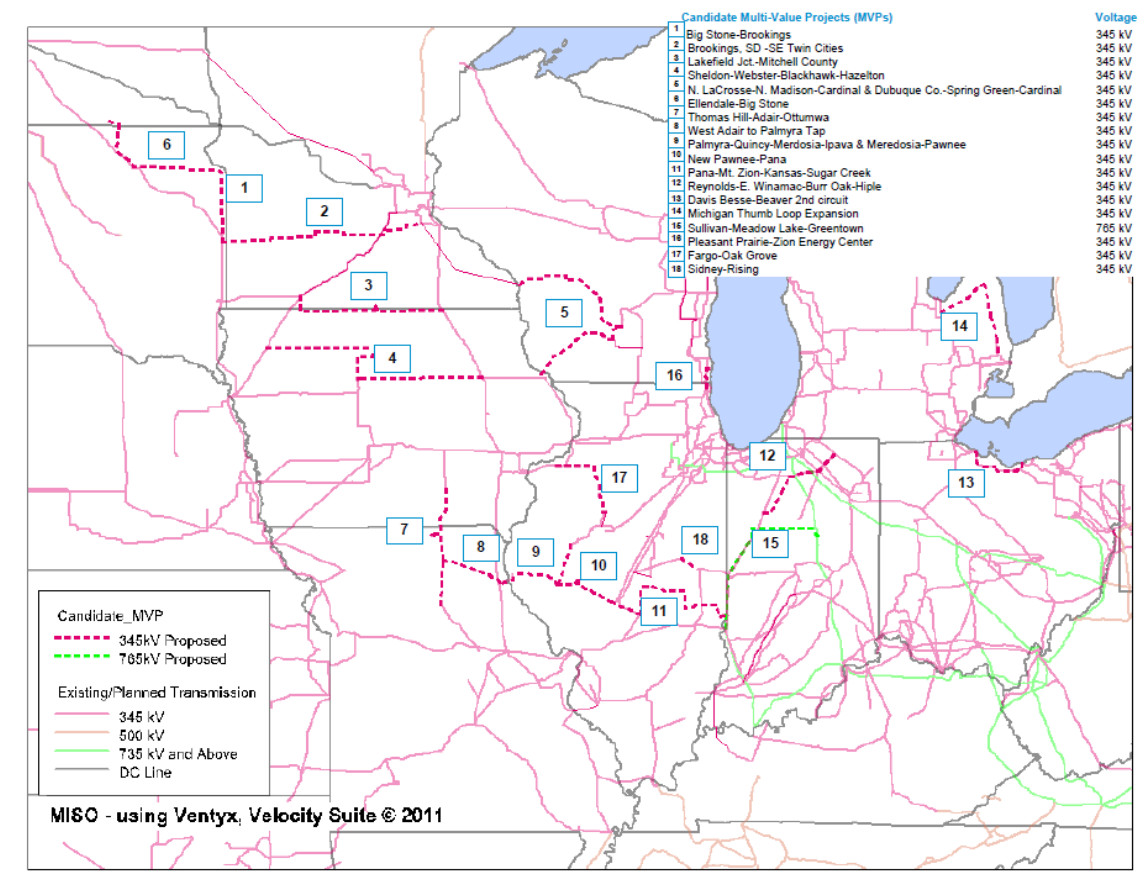 Candidate Multi-Value Projects (MVPs) Voltage
1 Big Stone-Brookings 345 kV
2 Brookings, SD -SE Twin Cities 345 kV
3 Lakefield Jct.-Mitchell County 345 kV
4 Sheldon-Webster-Blackhawk-Hazelton 345 kV
5 N. LaCrosse-N. Madison-Cardinal & Dubuque Co.-Spring Green-Cardinal 345 kV
6 Ellendale-Big Stone 345 kV
7 Thomas Hill-Adair-Ottumwa 345 kV
8 West Adair to Palmyra Tap 345 kV
9 Palmyra-Quincy-Merdosia-Ipava & Meredosia-Pawnee 345 kV
10 New Pawnee-Pana 345 kV
11 Pana-Mt. Zion-Kansas-Sugar Creek 345 kV
12 Reynolds-E. Winamac-Burr Oak-Hiple 345 kV
13 Davis Besse-Beaver 2nd circuit 345 kV
14 Michigan Thumb Loop Expansion 345 kV
15 Sullivan-Meadow Lake-Greentown 765 kV
16 Pleasant Prairie-Zion Energy Center 345 kV
17 Fargo-Oak Grove 345 kV
18 Sidney-Rising 345 kV
6
1
2
3
5
14
4
16
12
17
13
7
8
9
18
15
10
11
Candidate_MVP
345kV Proposed
765kV Proposed
Existing/Planned Transmission
345 kV
500 kV
735 kV and Above
DC Line
MISO - using Ventyx, Velocity Suite © 2011